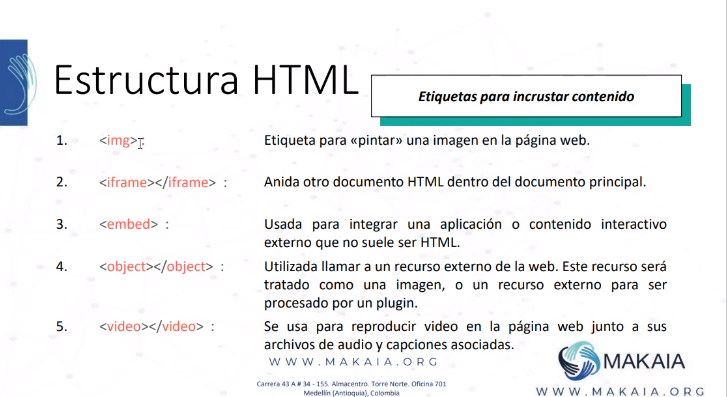 Estructura HTML
Etiquetas para incrustar contenido
1. <img>: Etiqueta para «pintar» una imagen en la página web.
2. <iframe></iframe> : Anida otro documento HTML dentro del documento principal.
3. <embed> : Usada para integrar una aplicación o contenido interactivo
externo que no suele ser HTML.
4. <object></object> : Utilizada llamar a un recurso externo de la web. Este recurso será
tratado como una imagen, o un recurso externo para ser
procesado por un plugin.
5. <video></video> : Se usa para reproducir video en la página web junto a sus
archivos de audio y capciones asociadas.
WWW.MAKAIA.ORG
MAKAIA
Carrera 43 A # 34 - 155. Almacentro. Torre Norte. Oficina 701
Medellín (Antioquia), Colombia
WWW.MAKAIA.ORG